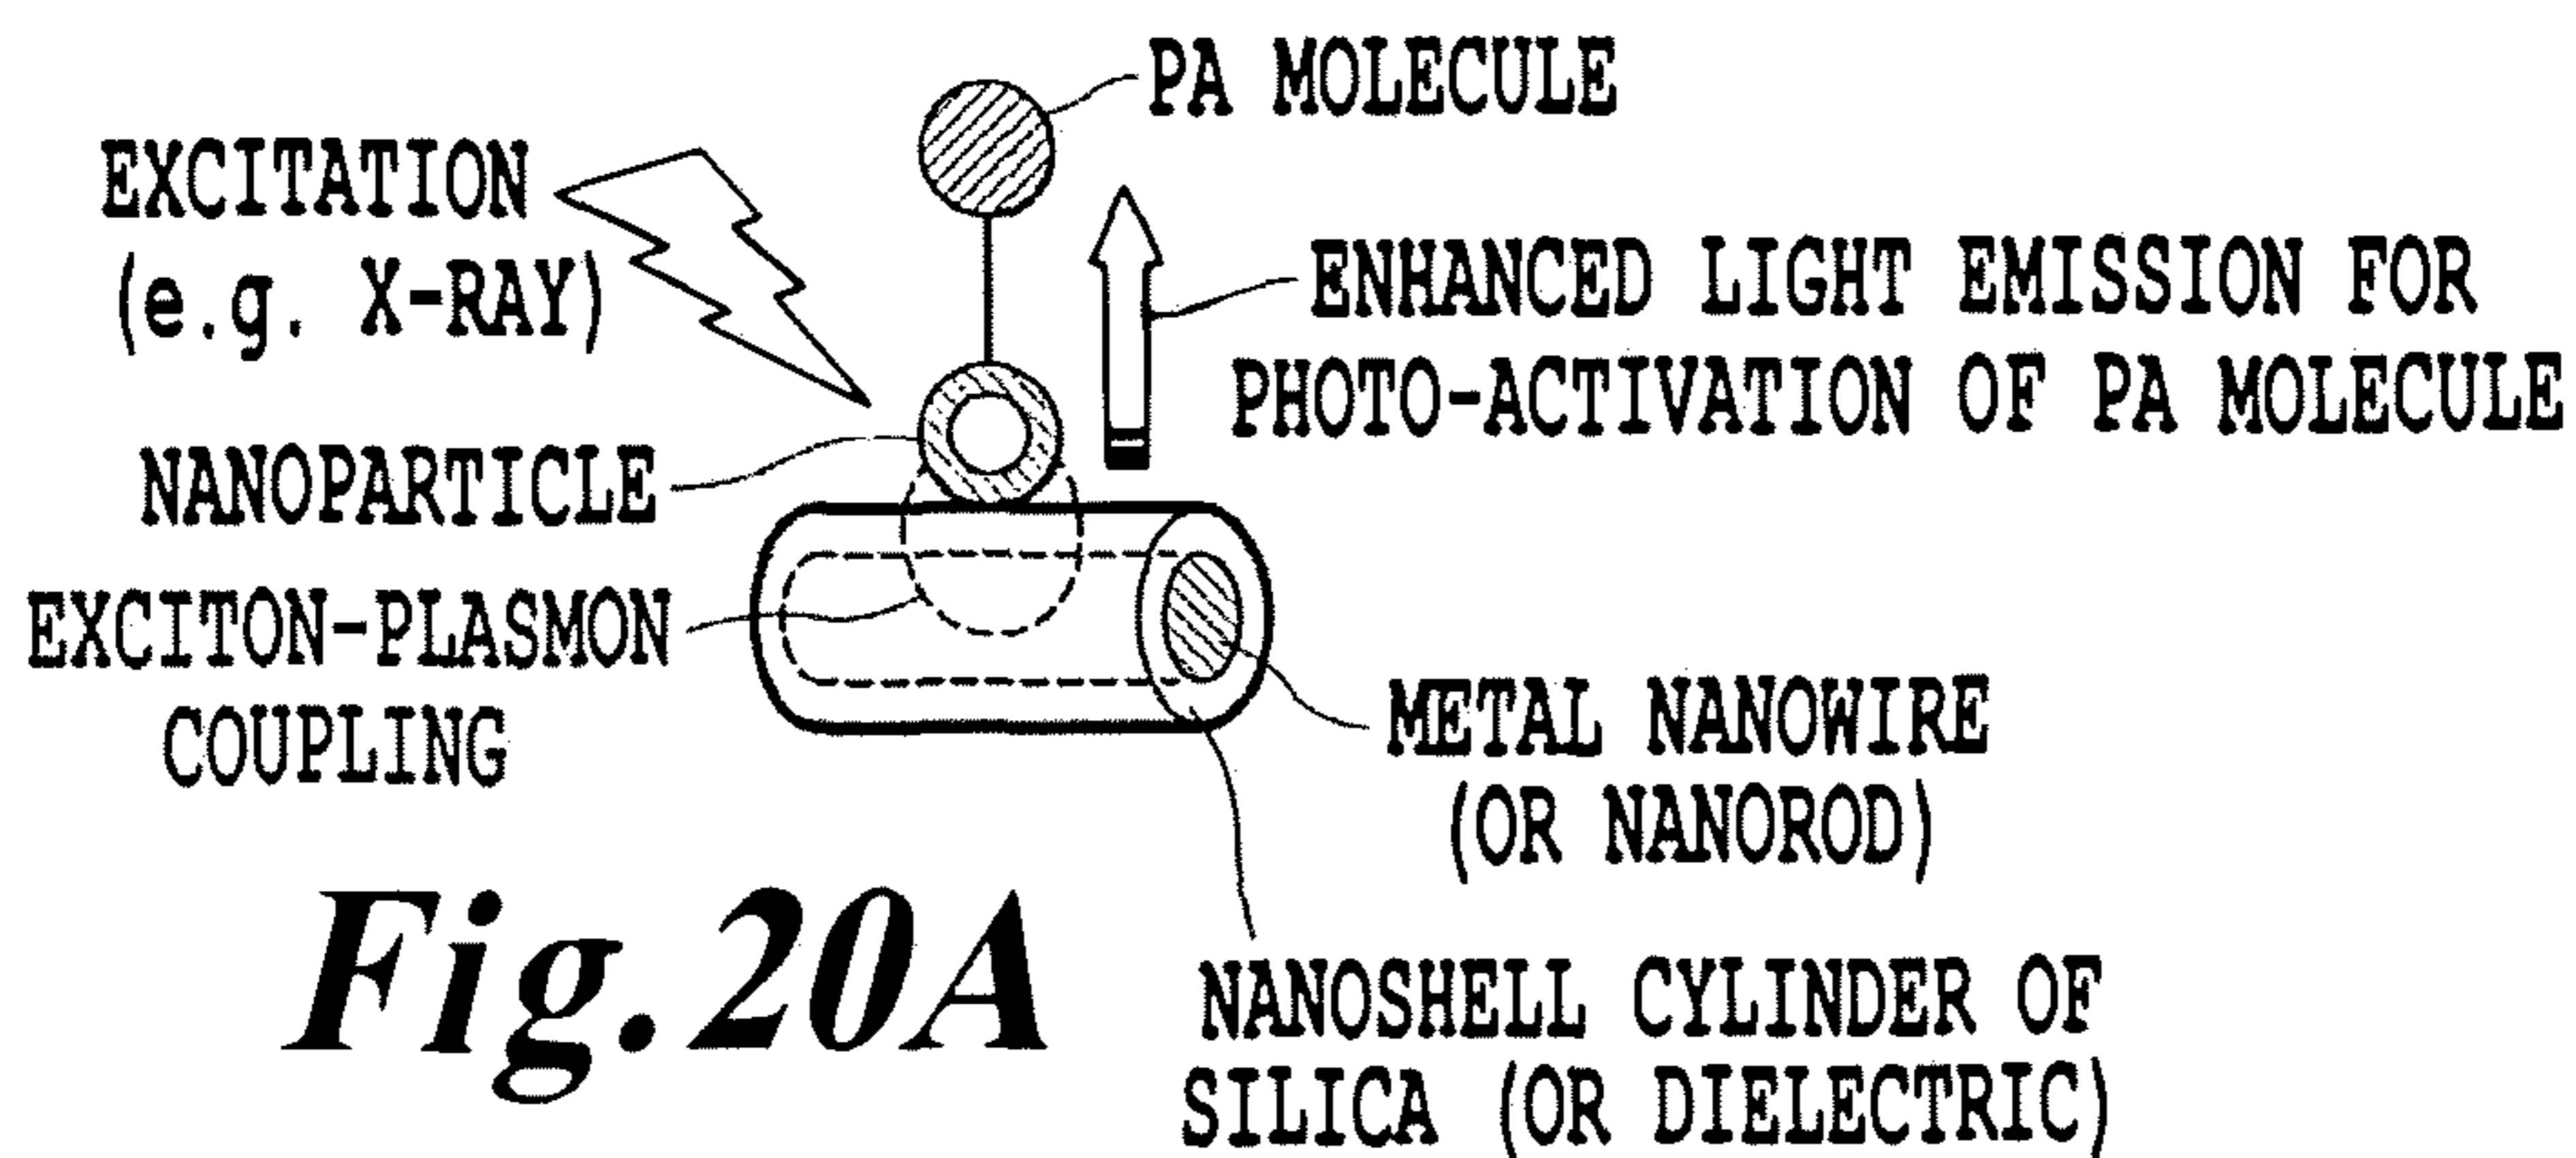 PA MOLECULE
EXCITATION
(e.g. X-RAY)
ENHANCED LIGHT EMISSION FOR
PHOTO-ACTIVATION OF PA MOLECULE
NANOPARTICLE
EXCITON-PLASMON
COUPLING
METAL NANOWIRE
(OR NANOROD)
NANOSHELL CYLINDER OF
SILICA (OR DIELECTRIC)
Fig. 20A